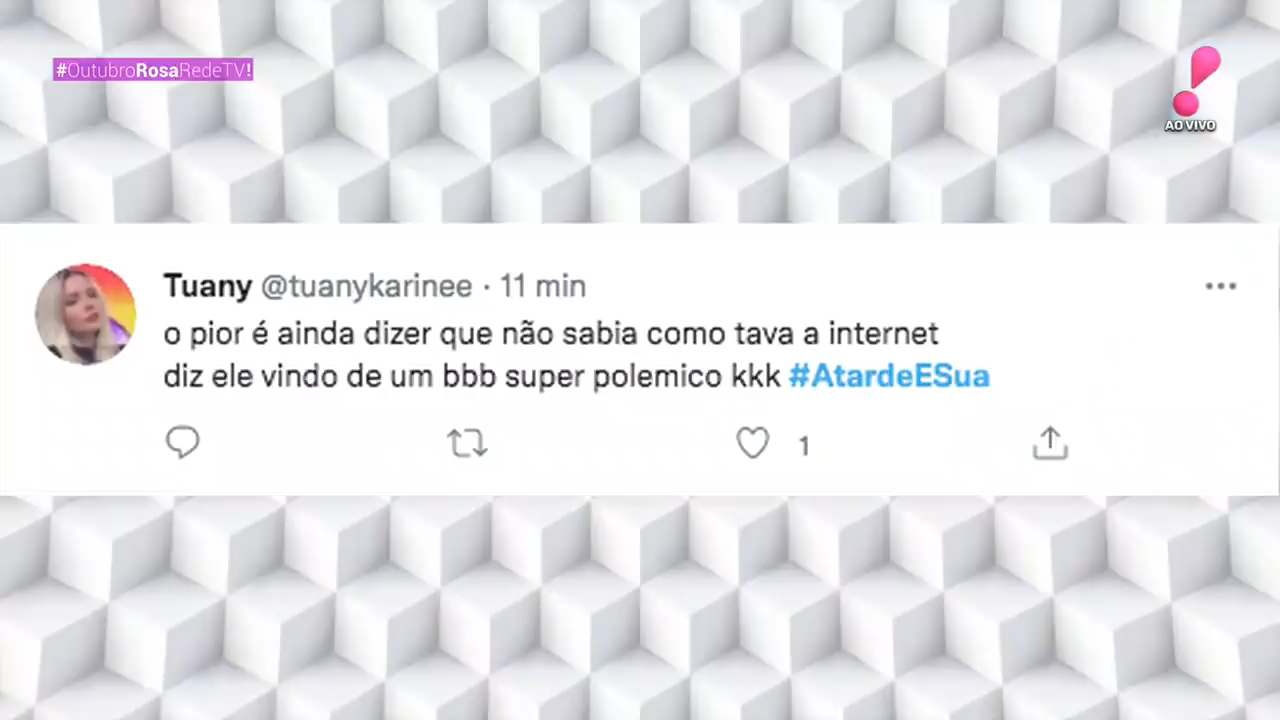 #OutubroRosaRedeTV!
AO VIVO
Tuany @tuanykarinee · 11 min
o pior é ainda dizer que não sabia como tava a internet
diz ele vindo de um bbb super polemico kkk #AtardeESua
1